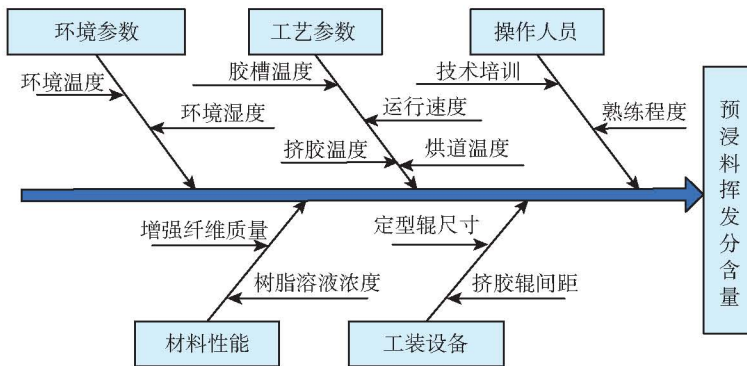 环境参数
工艺参数
操作人员
胶槽温度
技术培训
环境温度
运行速度
熟练程度
环境湿度
挤胶温度
烘道温度
预浸料挥发分含量
增强纤维质量
定型辊尺寸
树脂溶液浓度
挤胶辊间距
材料性能
工装设备